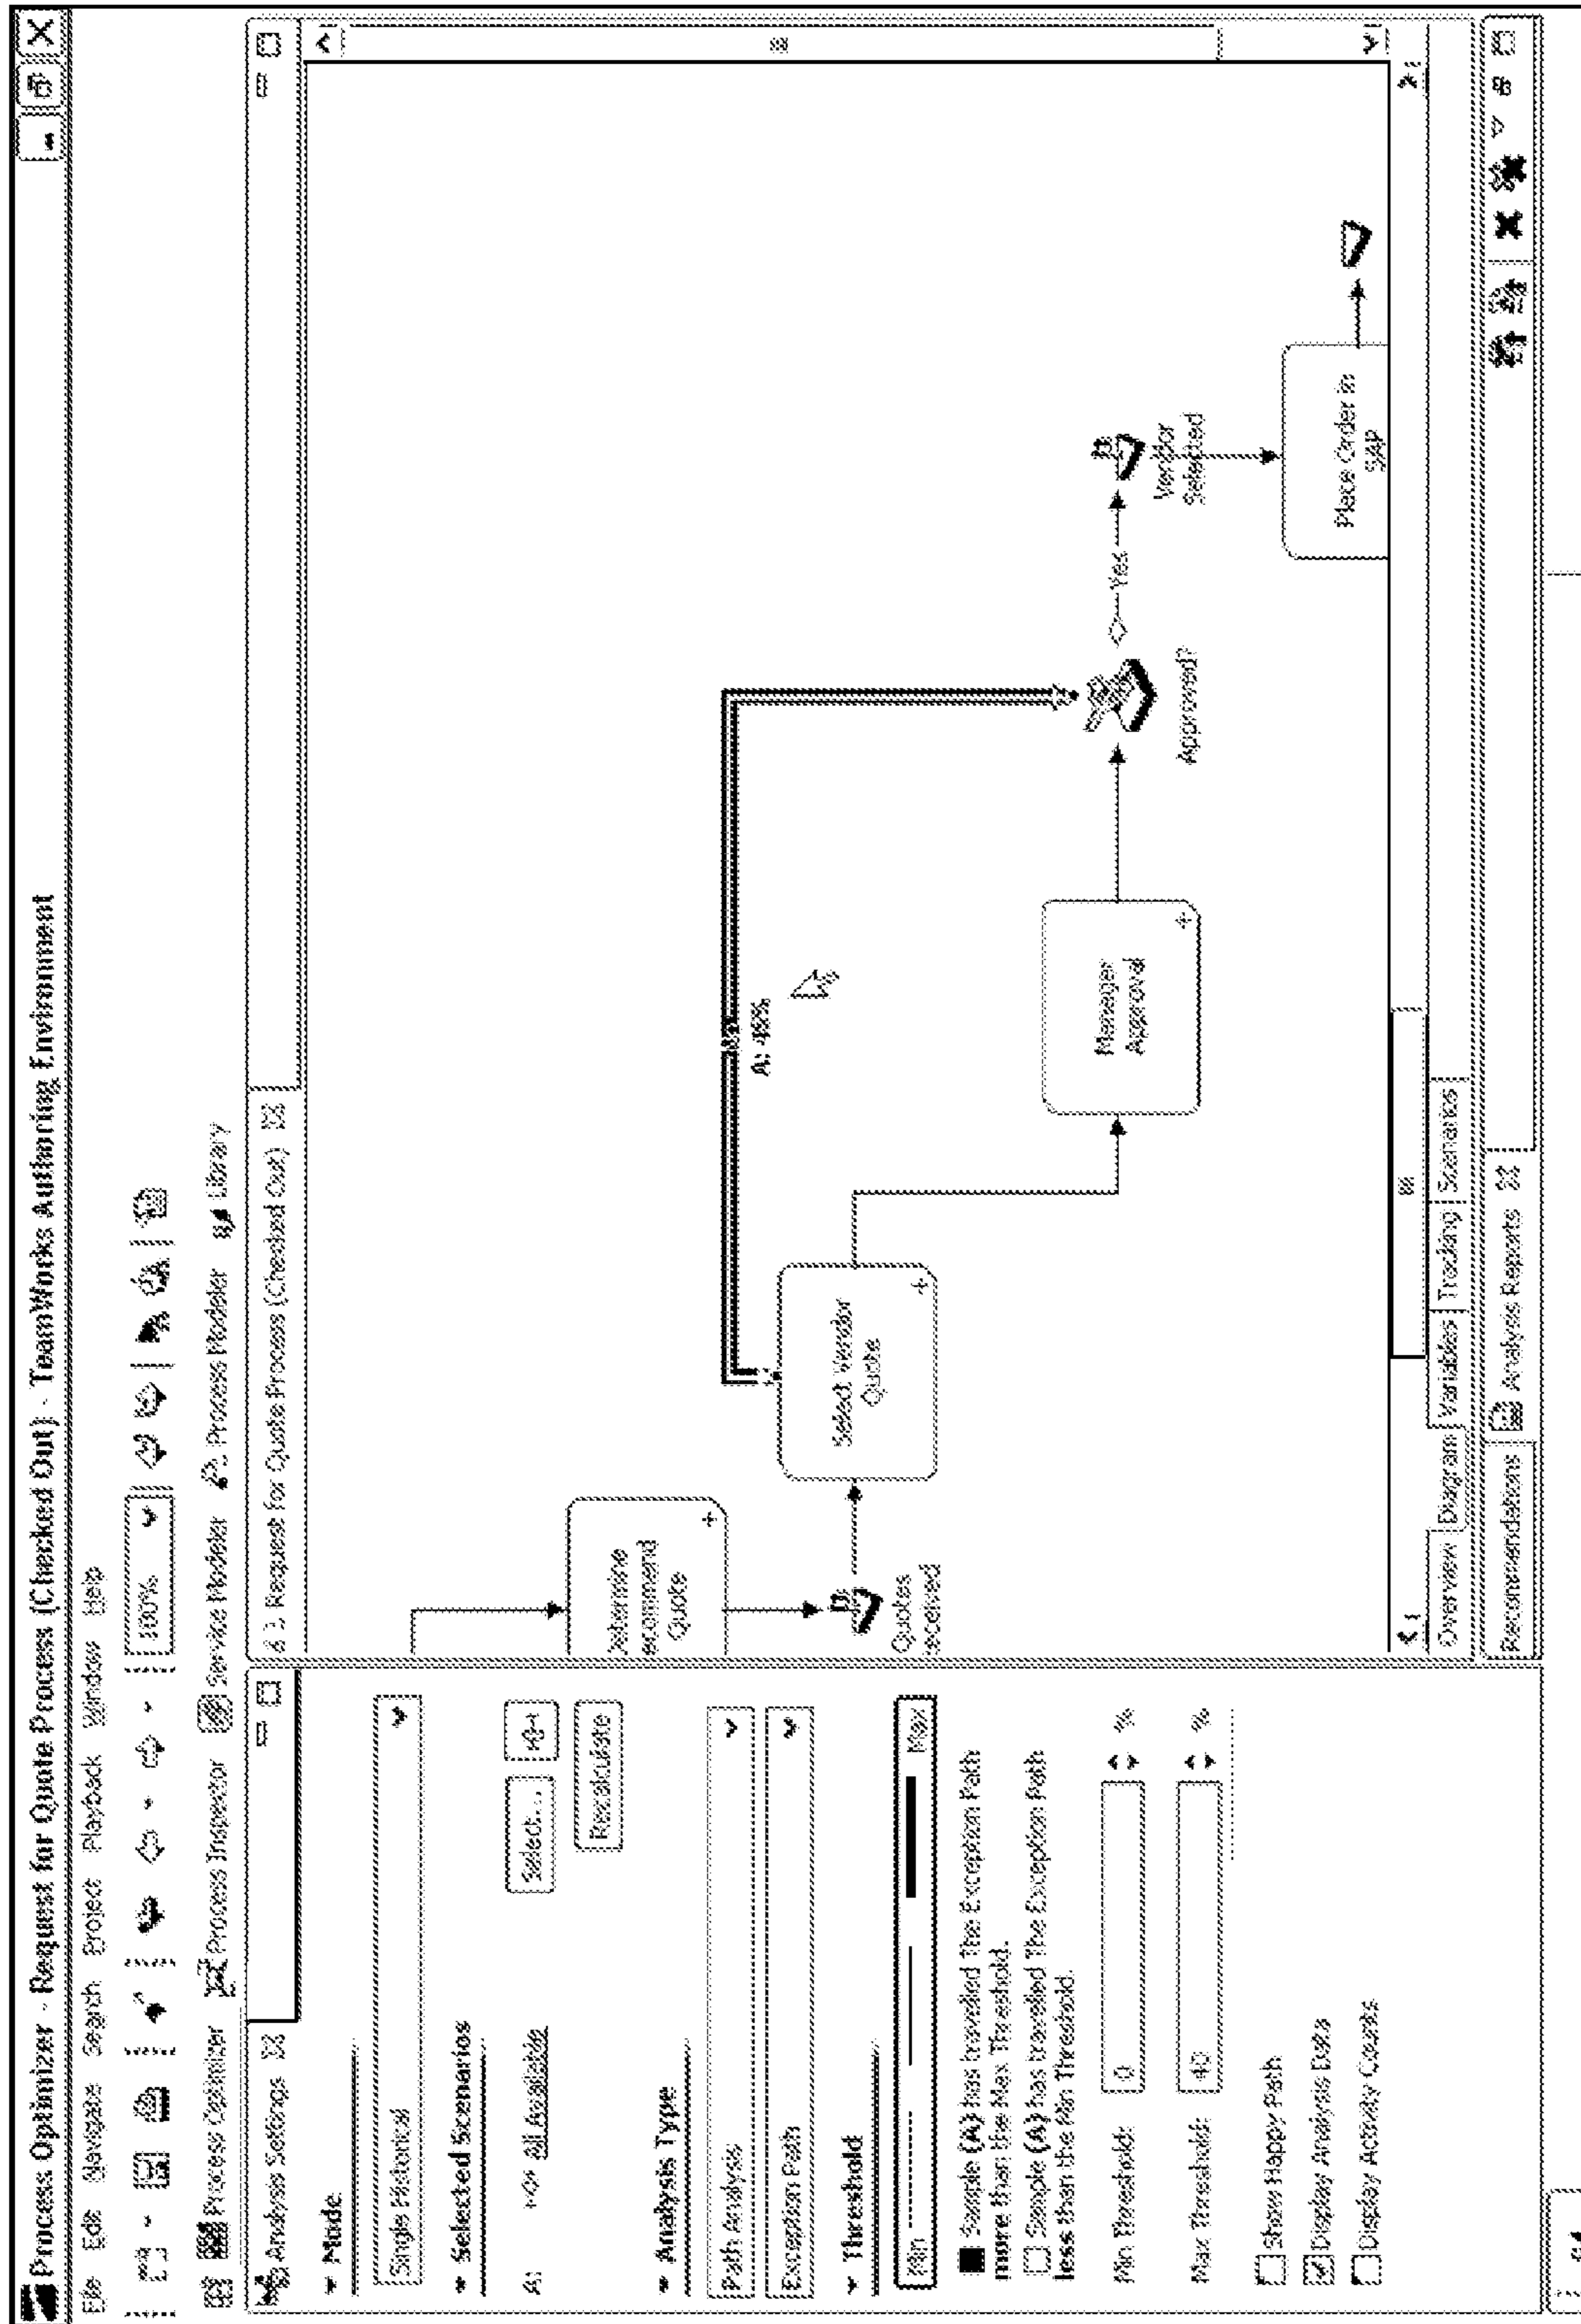 Process Optimizer - Request for Quote Process (Checked Out) - TeamWorks Authoring Environment
File Edit Navigate Search Project Playback Window Help
100%
Process Optimizer Process Inspector Service Modeler Process Modeler Library
Analysis Settings
Mode
Single Historical
Selected Scenarios
A: All Available
Select...
Recalculate
Analysis Type
Path Analysis
Exception Path
Threshold
Min Max
Sample (A) has travelled The Exception Path
more than the Max Threshold.
Sample (A) has travelled The Exception Path
less than the Min Threshold.
Min Threshold: 0 %
Max Threshold: 40 %
Show Happy Path
Display Analysis Data
Display Activity Counts
Request for Quote Process (Checked Out)
Determine
ecommend
Quote
Quotes
received
Select Vendor
Quote
Manager
Approval
Approved?
Yes
Vendor
Selected
Place Order in
SAP
Overview Diagram Variables Tracking Scenarios
Recommendations Analysis Reports